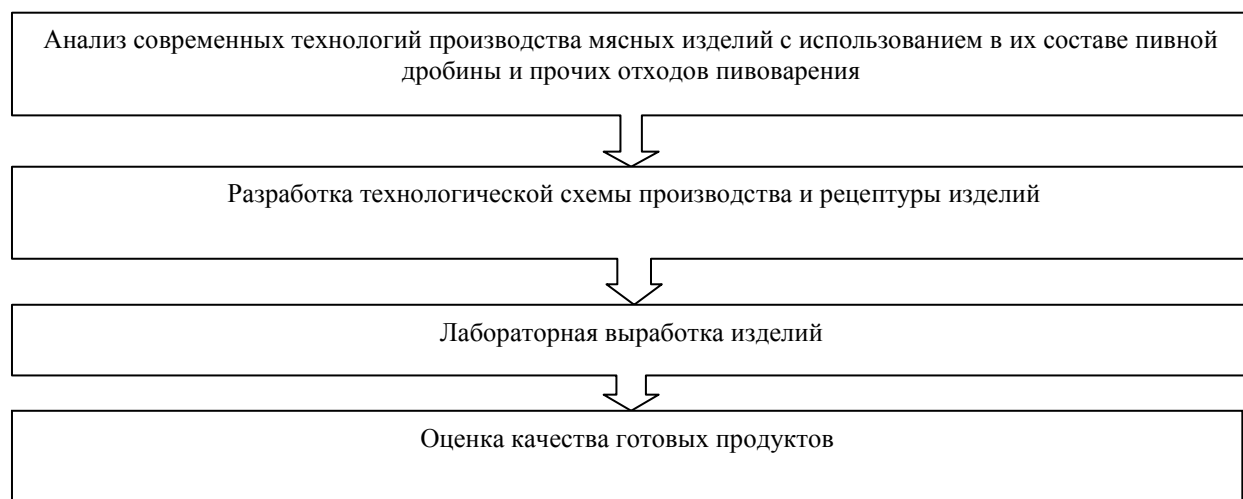 Анализ современных технологий производства мясных изделий с использованием в их составе пивной
дробины и прочих отходов пивоварения
Разработка технологической схемы производства и рецептуры изделий
Лабораторная выработка изделий
Оценка качества готовых продуктов